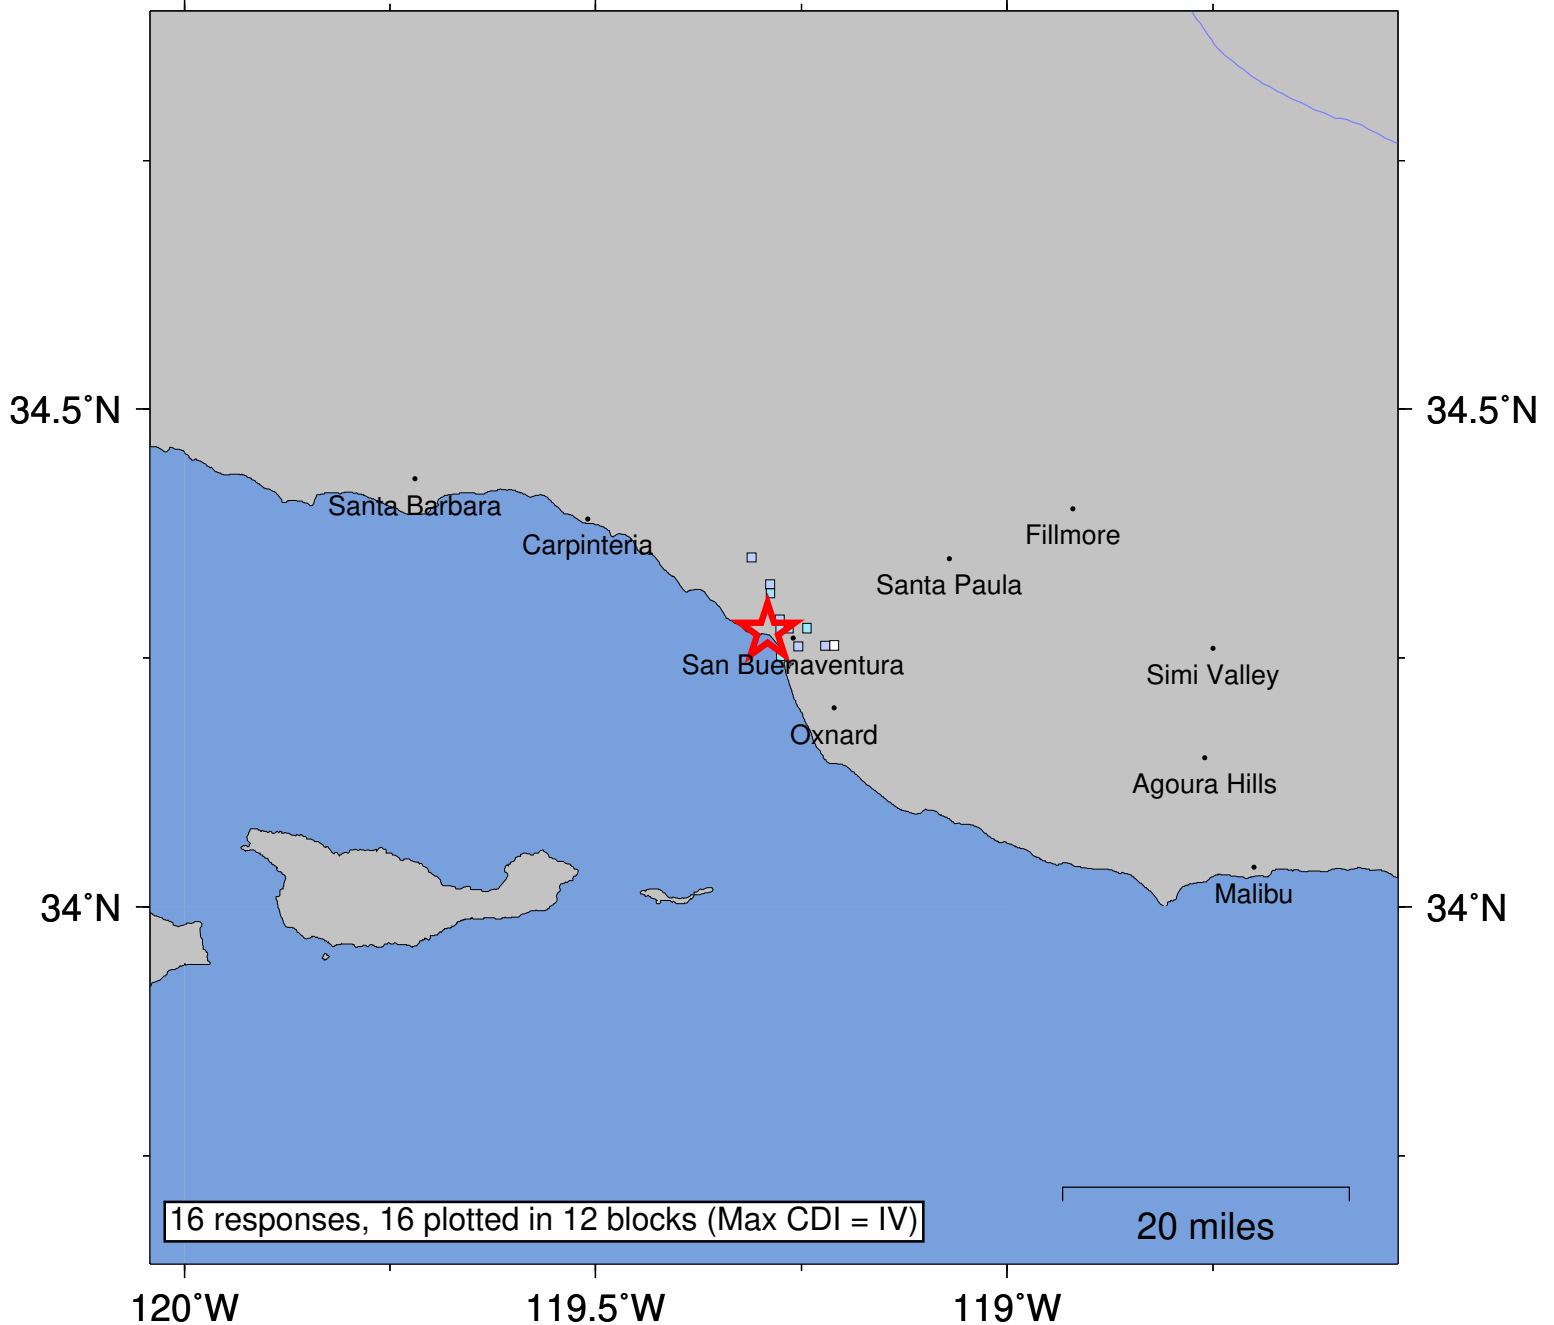 34.5°N
34.5°N
Santa Barbara
Fillmore
Carpinteria
Santa Paula
San Buenaventura
Simi Valley
Oxnard
Agoura Hills
Malibu
34°N
34°N
16 responses, 16 plotted in 12 blocks (Max CDI = IV)
20 miles
120°W
119.5°W
119°W